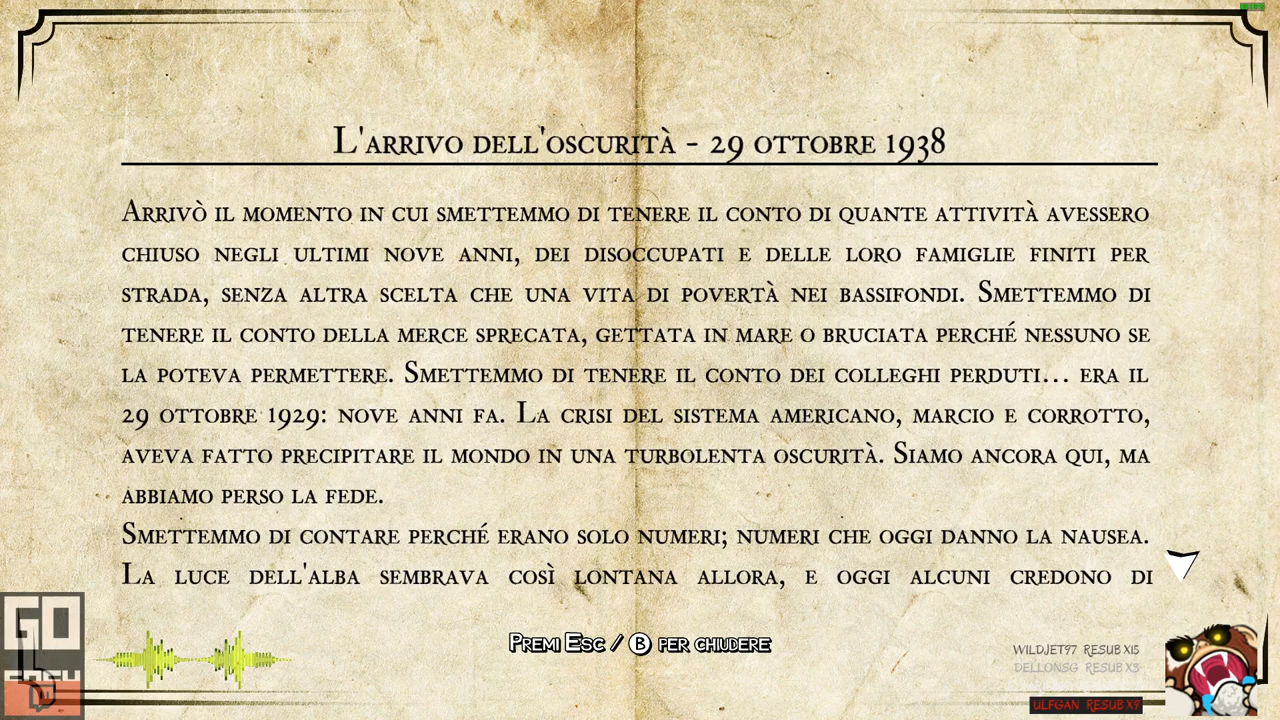 L'arrivo dell'oscurità - 29 ottobre 1938
Arrivò il momento in cui smettemmo di tenere il conto di quante attività avessero
chiuso negli ultimi nove anni, dei disoccupati e delle loro famiglie finiti per
strada, senza altra scelta che una vita di povertà nei bassifondi. Smettemmo di
tenere il conto della merce sprecata, gettata in mare o bruciata perché nessuno se
la poteva permettere. Smettemmo di tenere il conto dei colleghi perduti... era il
29 ottobre 1929: nove anni fa. La crisi del sistema americano, marcio e corrotto,
aveva fatto precipitare il mondo in una turbolenta oscurità. Siamo ancora qui, ma
abbiamo perso la fede.
Smettemmo di contare perché erano solo numeri; numeri che oggi danno la nausea.
La luce dell'alba sembrava così lontana allora, e oggi alcuni credono di
Premi Esc / B per chiudere
WILDJET97 RESUB X15
DELLONSG RESUB X3
ULFGAN RESUB X9
GO